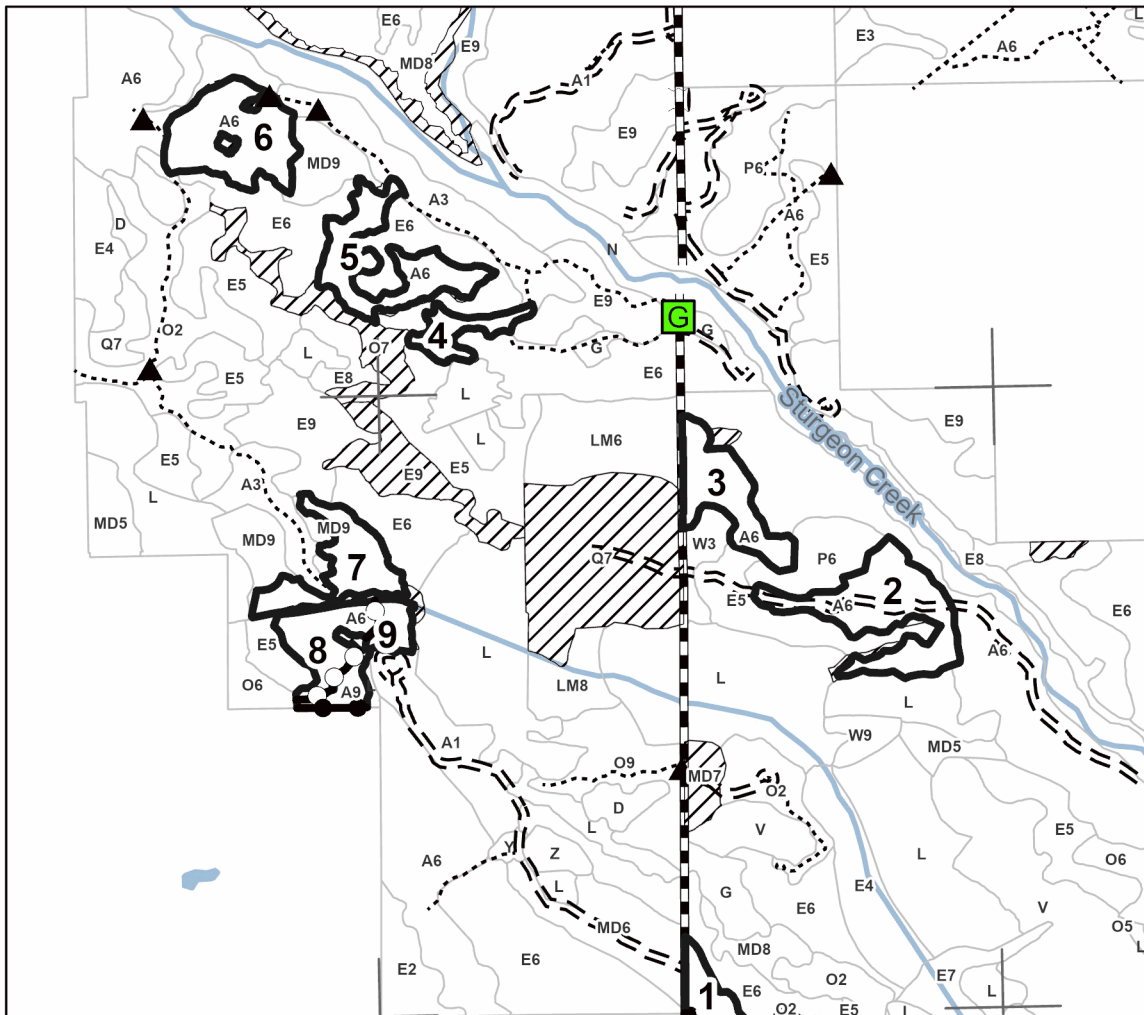 E6
E9
E3
L
A6
MD8
A6
A1
A6
6
E9
MD9
P6
A3
D
E6
E6
A6
E4
N
5
A6
E5
E5
E9
O2
G
G
4
Q7
L
O7
G
E8
E6
E5
L
E9
E9
Sturgeon Creek
LM6
L
E5
E5
E9
3
A3
L
MD5
MD9
E6
W3
A6
MD9
Q7
P6
E8
7
2
E5
A6
E6
A6
9
E5
8
L
A6
O6
A9
LM8
L
L
A1
W9
MD5
O9
MD7
O2
D
L
V
E5
Y
Z
L
O6
A6
L
E4
G
E6
V
MD6
O5
MD8
L
E2
E6
O2
E7
1
E6
L
O2
E5
L